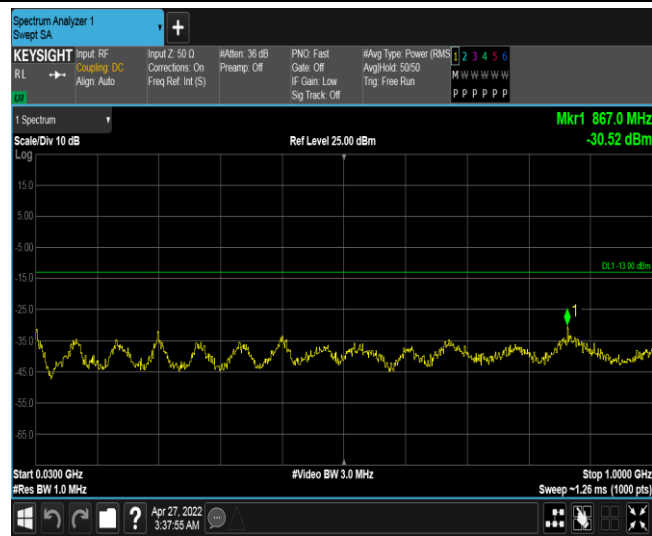 Spectrum Analyzer 1
Swept SA
+
KEYSIGHT Input: RF Input Z: 50 Ω #Atten: 36 dB PNO: Fast #Avg Type: Power (RMS 1 2 3 4 5 6
RL Coupling: DC Corrections: On Preamp: Off Gate: Off Avg|Hold: 50/50 M W W W W W
Align: Auto Freq Ref: Int (S) IF Gain: Low Trig: Free Run
Sig Track: Off P P P P P P
1 Spectrum Mkr1 867.0 MHz
Scale/Div 10 dB Ref Level 25.00 dBm -30.52 dBm
Log
15.0
5.00
-5.00
DL1 -13.00 dBm
-15.0
-25.0
1
-35.0
-45.0
-55.0
-65.0
Start 0.0300 GHz #Video BW 3.0 MHz Stop 1.0000 GHz
#Res BW 1.0 MHz Sweep ~1.26 ms (1000 pts)
? Apr 27, 2022
3:37:55 AM